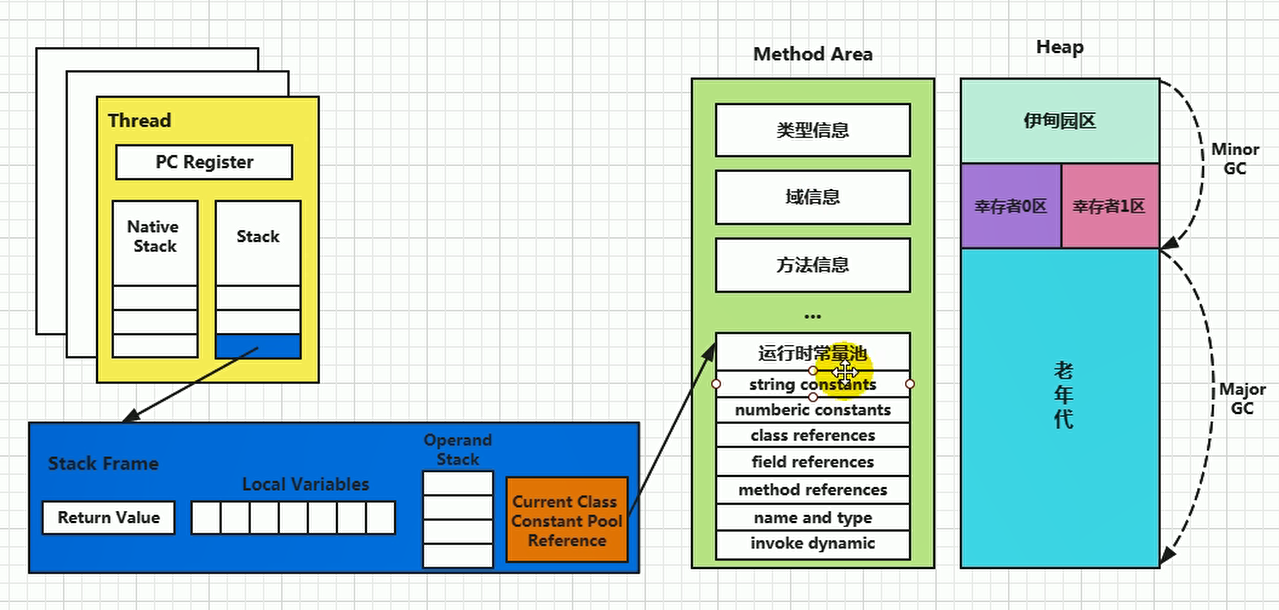 Thread
PC Register
Native
Stack
Stack
Stack Frame
Return Value
Local Variables
Operand
Stack
Current Class
Constant Pool
Reference
Method Area
类型信息
域信息
方法信息
...
运行时常量池
string constants
numberic constants
class references
field references
method references
name and type
invoke dynamic
Heap
伊甸园区
幸存者0区
幸存者1区
老
年
代
Minor
GC
Major
GC